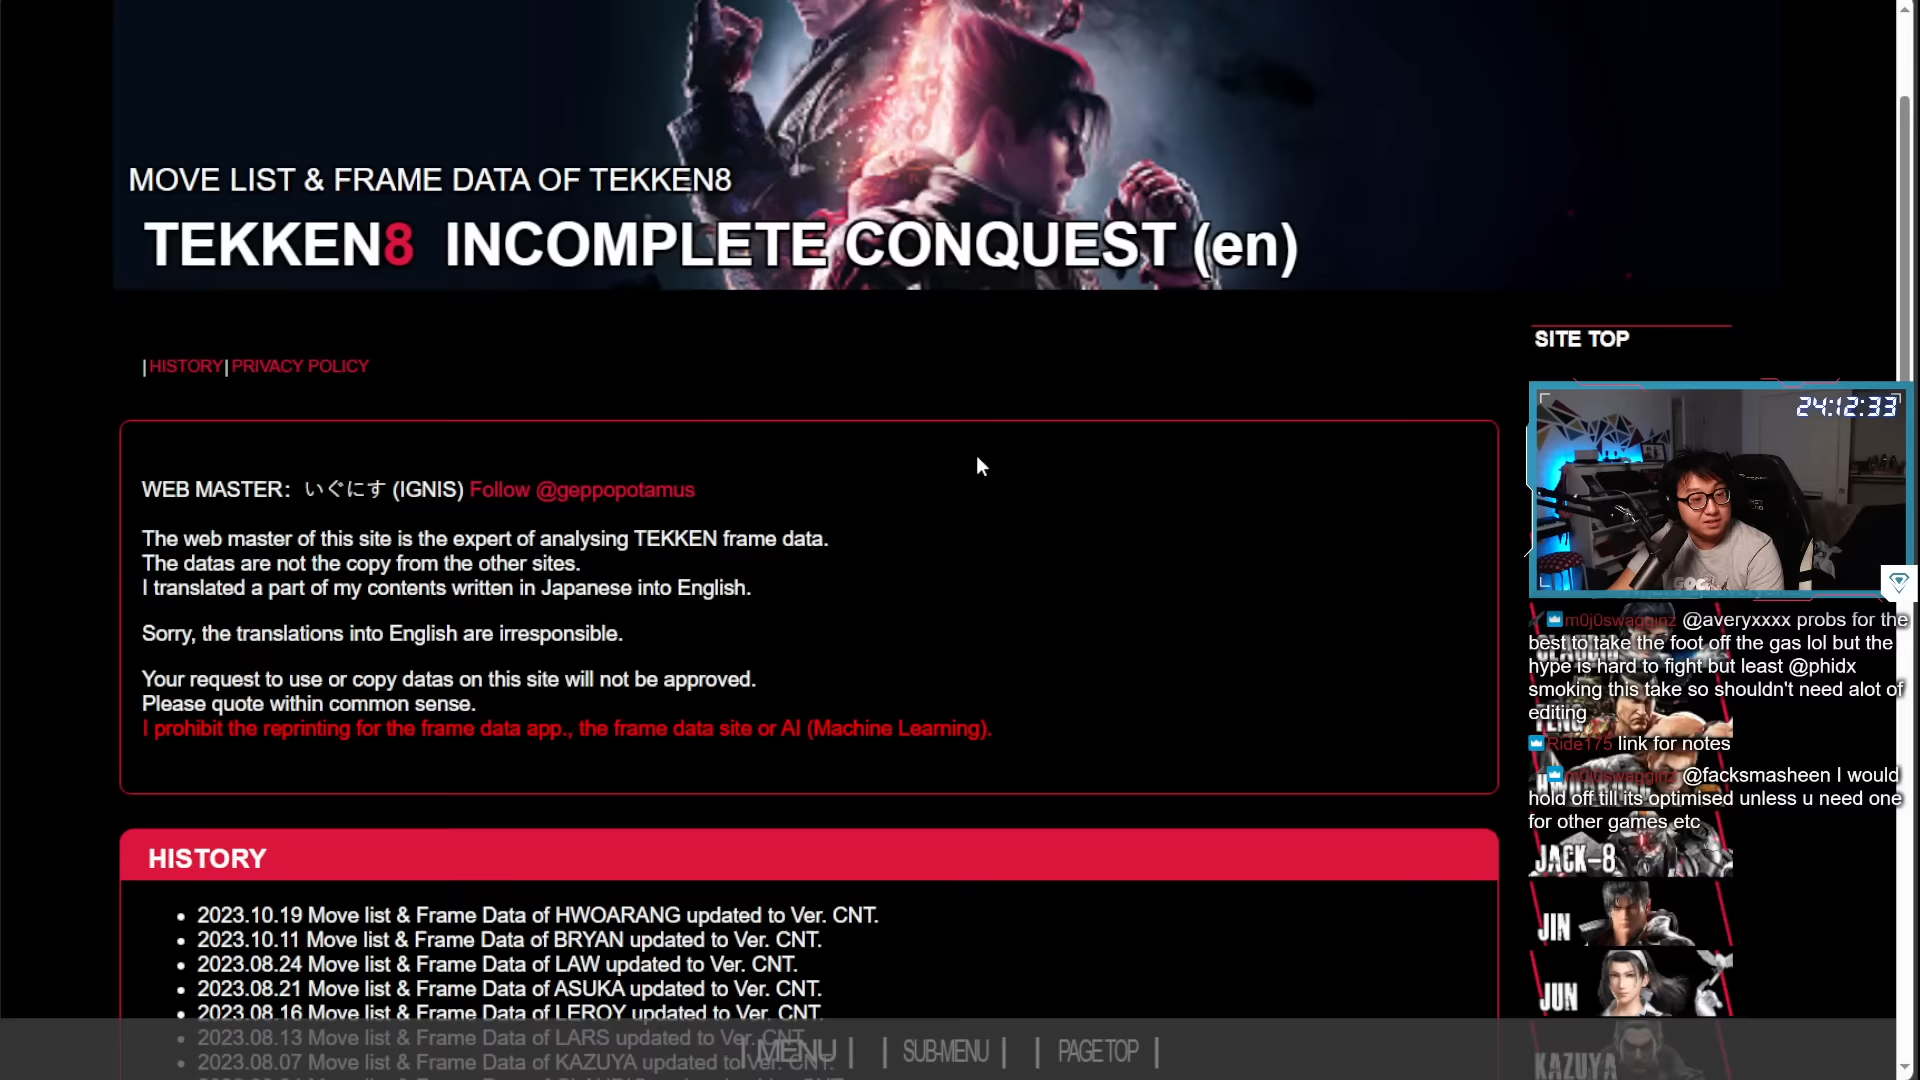 MOVE LIST & FRAME DATA OF TEKKEN8
TEKKEN8 INCOMPLETE CONQUEST (en)
|HISTORY|PRIVACY POLICY
WEB MASTER：いぐにす (IGNIS) Follow @geppopotamus
The web master of this site is the expert of analysing TEKKEN frame data.
The datas are not the copy from the other sites.
I translated a part of my contents written in Japanese into English.
Sorry, the translations into English are irresponsible.
Your request to use or copy datas on this site will not be approved.
Please quote within common sense.
I prohibit the reprinting for the frame data app., the frame data site or AI (Machine Learning).
HISTORY
• 2023.10.19 Move list & Frame Data of HWOARANG updated to Ver. CNT.
• 2023.10.11 Move list & Frame Data of BRYAN updated to Ver. CNT.
• 2023.08.24 Move list & Frame Data of LAW updated to Ver. CNT.
• 2023.08.21 Move list & Frame Data of ASUKA updated to Ver. CNT.
• 2023.08.16 Move list & Frame Data of LEROY updated to Ver. CNT.
• 2023.08.13 Move list & Frame Data of LARS updated to Ver. CNT.
• 2023.08.07 Move list & Frame Data of KAZUYA updated to Ver. CNT.
| MENU | | SUB-MENU | | PAGE TOP |
SITE TOP
24:12:33
m0j0swagginz @averyxxxx probs for the
best to take the foot off the gas lol but the
hype is hard to fight but least @phidx
smoking this take so shouldn't need alot of
editing
Ride175 link for notes
m0j0swagginz @facksmasheen I would
hold off till its optimised unless u need one
for other games etc
JACK-8
JIN
JUN
KAZUYA